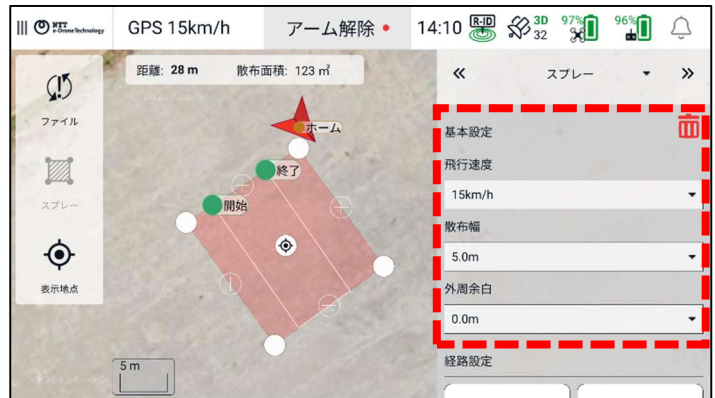 NTT
e-Drone Technology
GPS 15km/h
アーム解除
14:10
R-ID
3D
32
97%
96%
ファイル
スプレー
表示地点
距離: 28 m 散布面積: 123 ㎡
ホーム
終了
開始
5 m
«
スプレー
»
基本設定
飛行速度
15km/h
散布幅
5.0m
外周余白
0.0m
経路設定